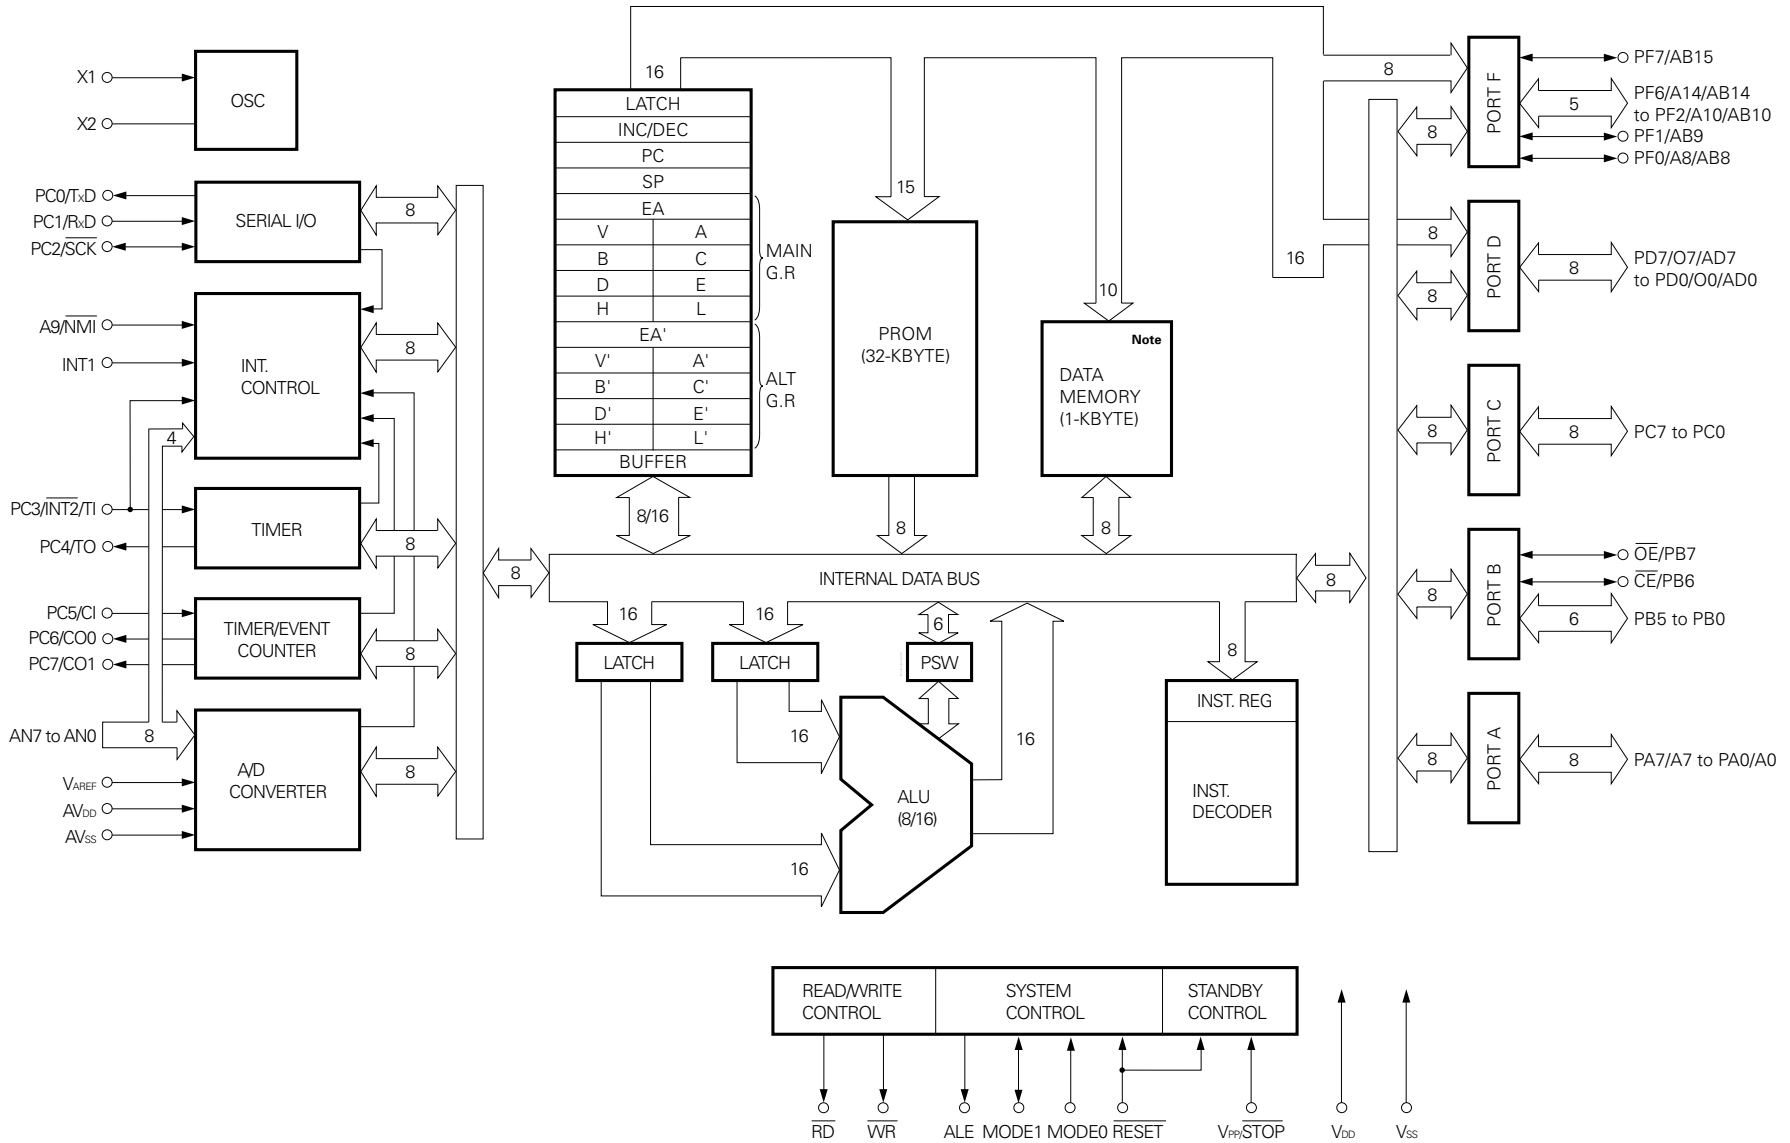 X1
X2
OSC
PC0/TxD
PC1/RxD
PC2/SCK
SERIAL I/O
8
A9/NMI
INT1
INT.
CONTROL
8
4
PC3/INT2/TI
PC4/TO
TIMER
8
PC5/CI
PC6/CO0
PC7/CO1
TIMER/EVENT
COUNTER
8
AN7 to AN0
8
VAREF
AVDD
AVSS
A/D
CONVERTER
8
8
16
LATCH
INC/DEC
PC
SP
EA
V A
B C
D E
H L
MAIN
G.R
EA'
V' A'
B' C'
D' E'
H' L'
ALT
G.R
BUFFER
8/16
15
PROM
(32-KBYTE)
8
10
Note
DATA
MEMORY
(1-KBYTE)
8
16
INTERNAL DATA BUS
8
16
LATCH
16
LATCH
6
PSW
16
16
ALU
(8/16)
16
8
INST. REG
INST.
DECODER
8
8
PORT F
PF7/AB15
5
PF6/A14/AB14
to PF2/A10/AB10
PF1/AB9
PF0/A8/AB8
8
8
PORT D
8
PD7/O7/AD7
to PD0/O0/AD0
8
PORT C
8
PC7 to PC0
8
PORT B
OE/PB7
CE/PB6
6
PB5 to PB0
8
PORT A
8
PA7/A7 to PA0/A0
READ/WRITE
CONTROL
SYSTEM
CONTROL
STANDBY
CONTROL
RD
WR
ALE
MODE1
MODE0
RESET
VPP/STOP
VDD
VSS